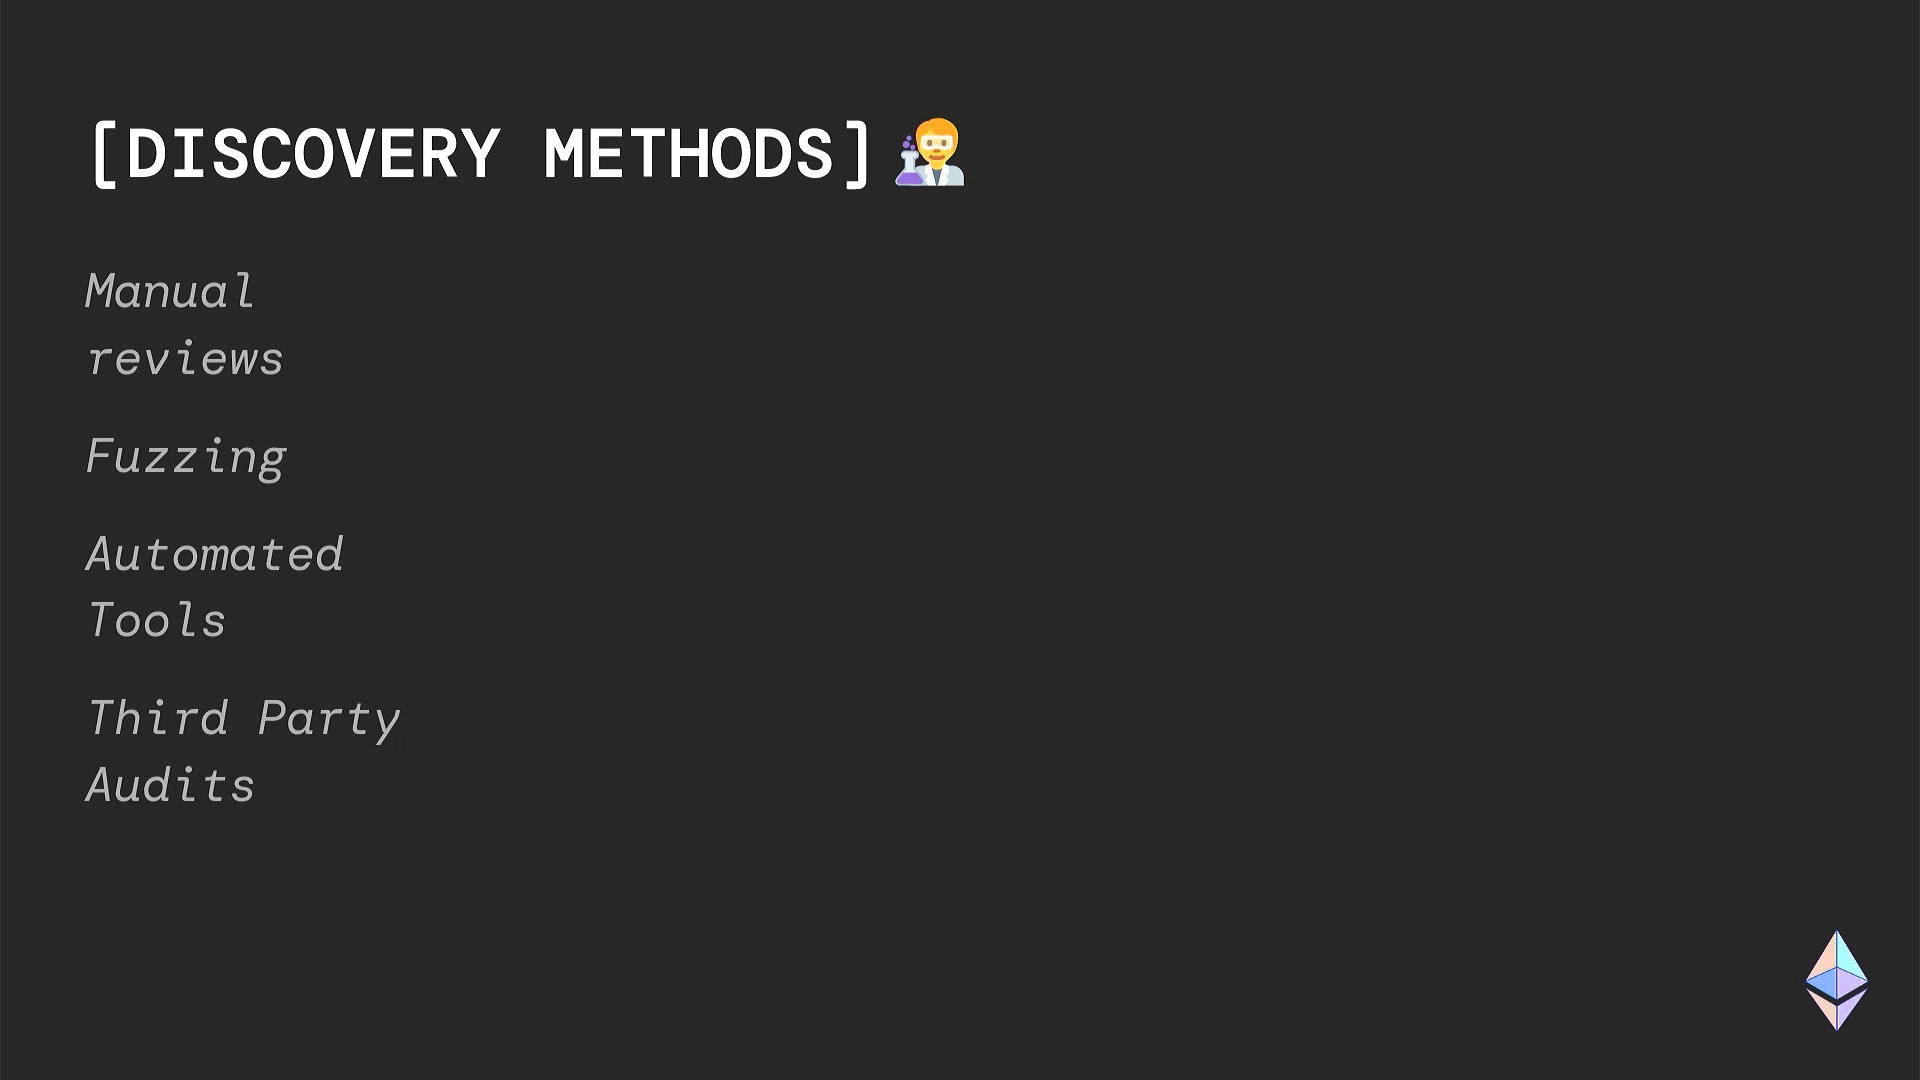 [DISCOVERY METHODS]
Manual
reviews
Fuzzing
Automated
Tools
Third Party
Audits